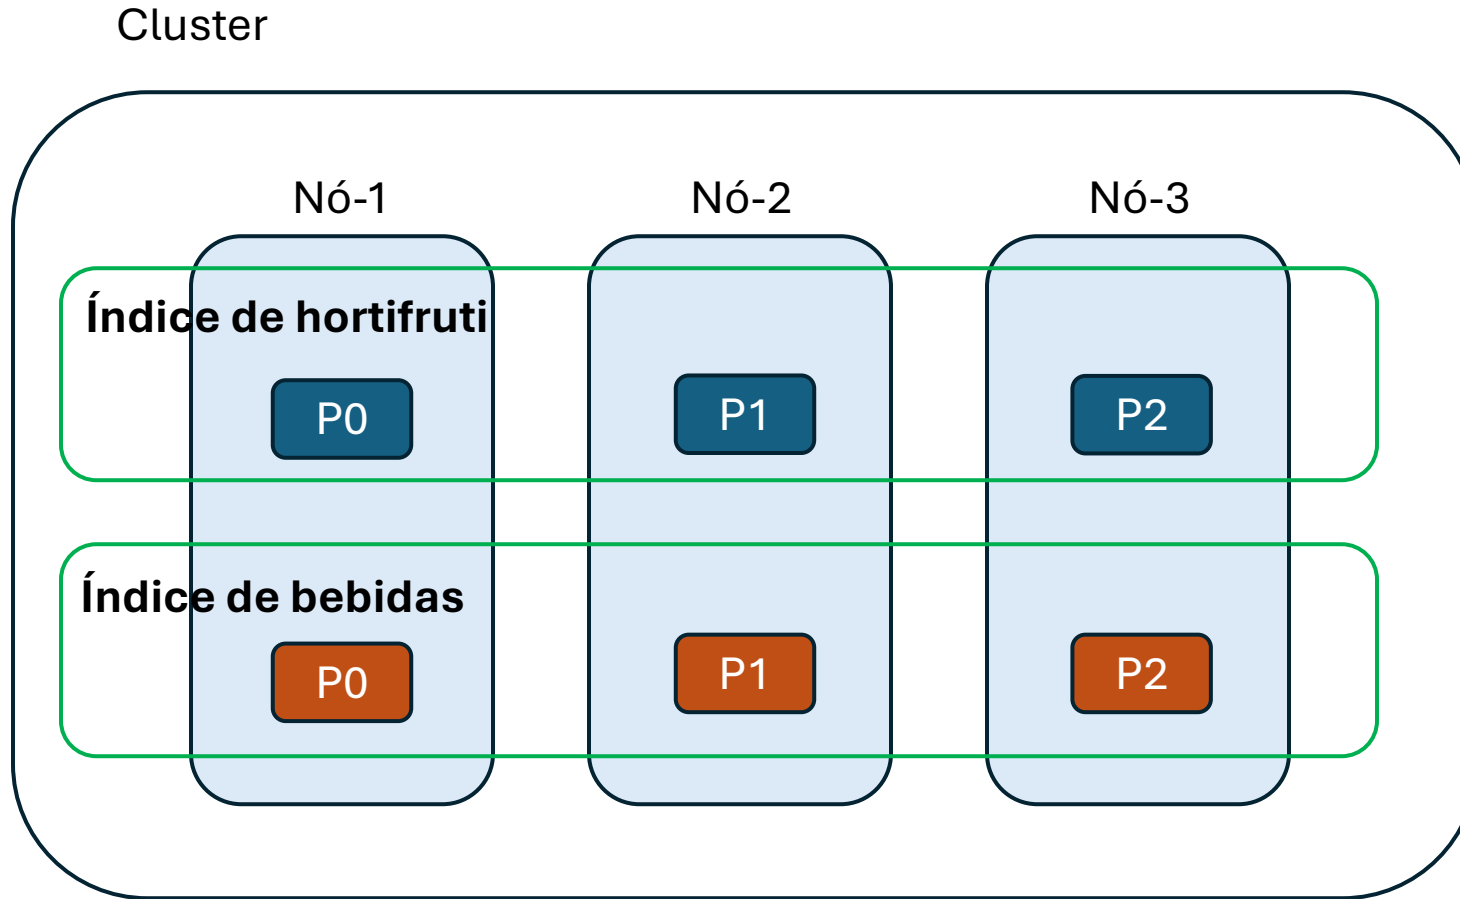 Cluster
Nó-1
Nó-2
Nó-3
Índice de hortifruti
P0
P1
P2
Índice de bebidas
P0
P1
P2